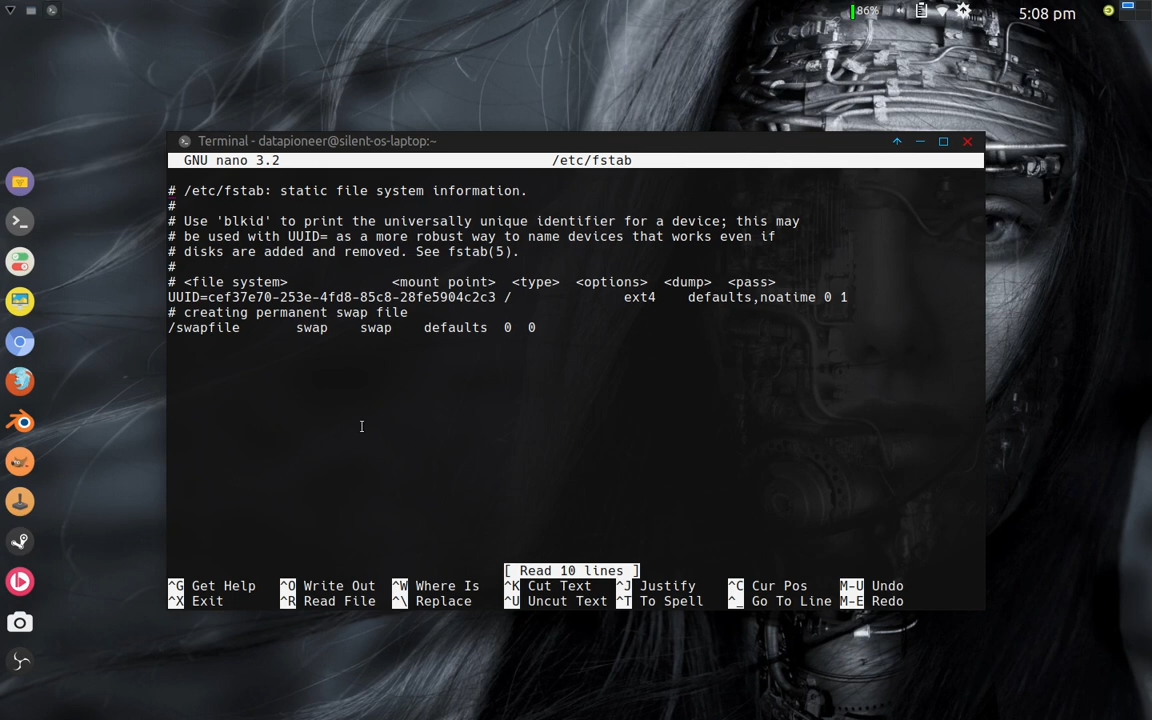 86%
5:08 pm
Terminal - datapioneer@silent-os-laptop:~
GNU nano 3.2 /etc/fstab
# /etc/fstab: static file system information.
#
# Use 'blkid' to print the universally unique identifier for a device; this may
# be used with UUID= as a more robust way to name devices that works even if
# disks are added and removed. See fstab(5).
#
# <file system> <mount point> <type> <options> <dump> <pass>
UUID=cef37e70-253e-4fd8-85c8-28fe5904c2c3 / ext4 defaults,noatime 0 1
# creating permanent swap file
/swapfile swap swap defaults 0 0
[ Read 10 lines ]
^G Get Help ^O Write Out ^W Where Is ^K Cut Text ^J Justify ^C Cur Pos M-U Undo
^X Exit ^R Read File ^\ Replace ^U Uncut Text ^T To Spell ^_ Go To Line M-E Redo